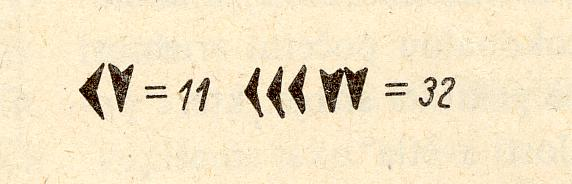 𒌋𒁹 = 11 𒌋𒌋𒌋𒁹𒁹 = 32